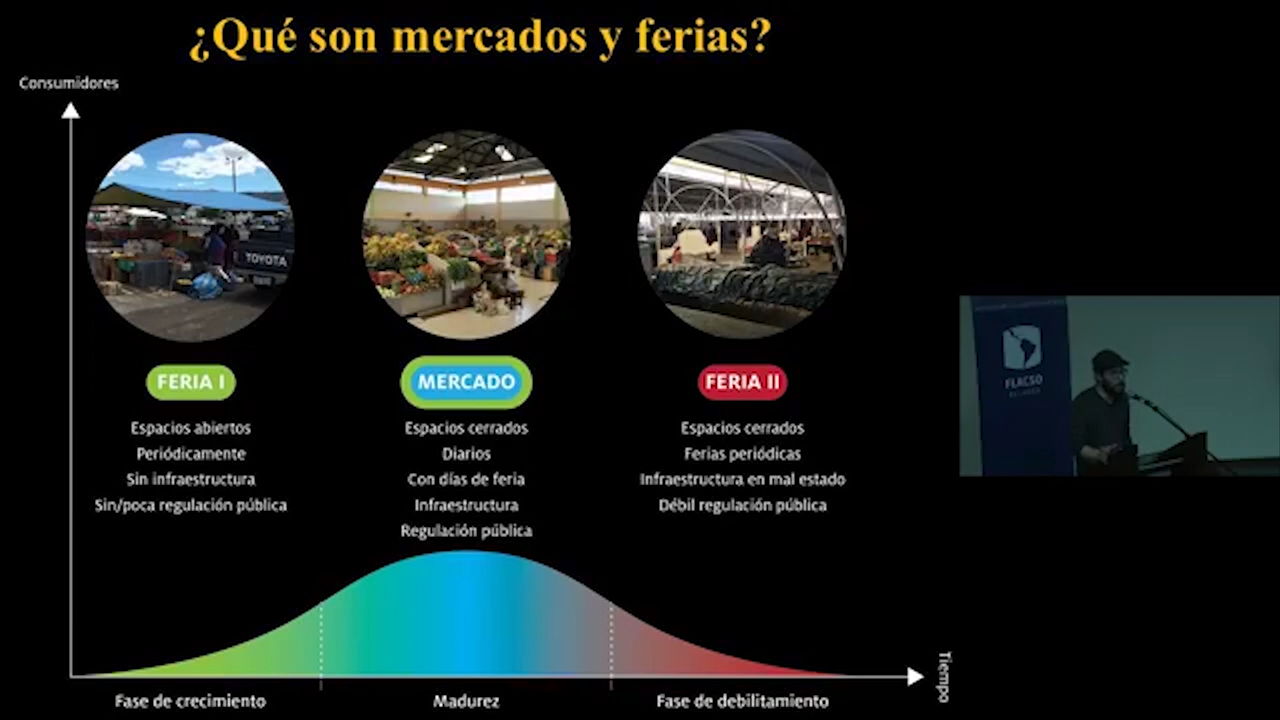 ¿Qué son mercados y ferias?
Consumidores
TOYOTA
FERIA I
Espacios abiertos
Periódicamente
Sin infraestructura
Sin/poca regulación pública
MERCADO
Espacios cerrados
Diarios
Con días de feria
Infraestructura
Regulación pública
FERIA II
Espacios cerrados
Ferias periódicas
Infraestructura en mal estado
Débil regulación pública
Fase de crecimiento
Madurez
Fase de debilitamiento
Tiempo
FLACSO
ECUADOR